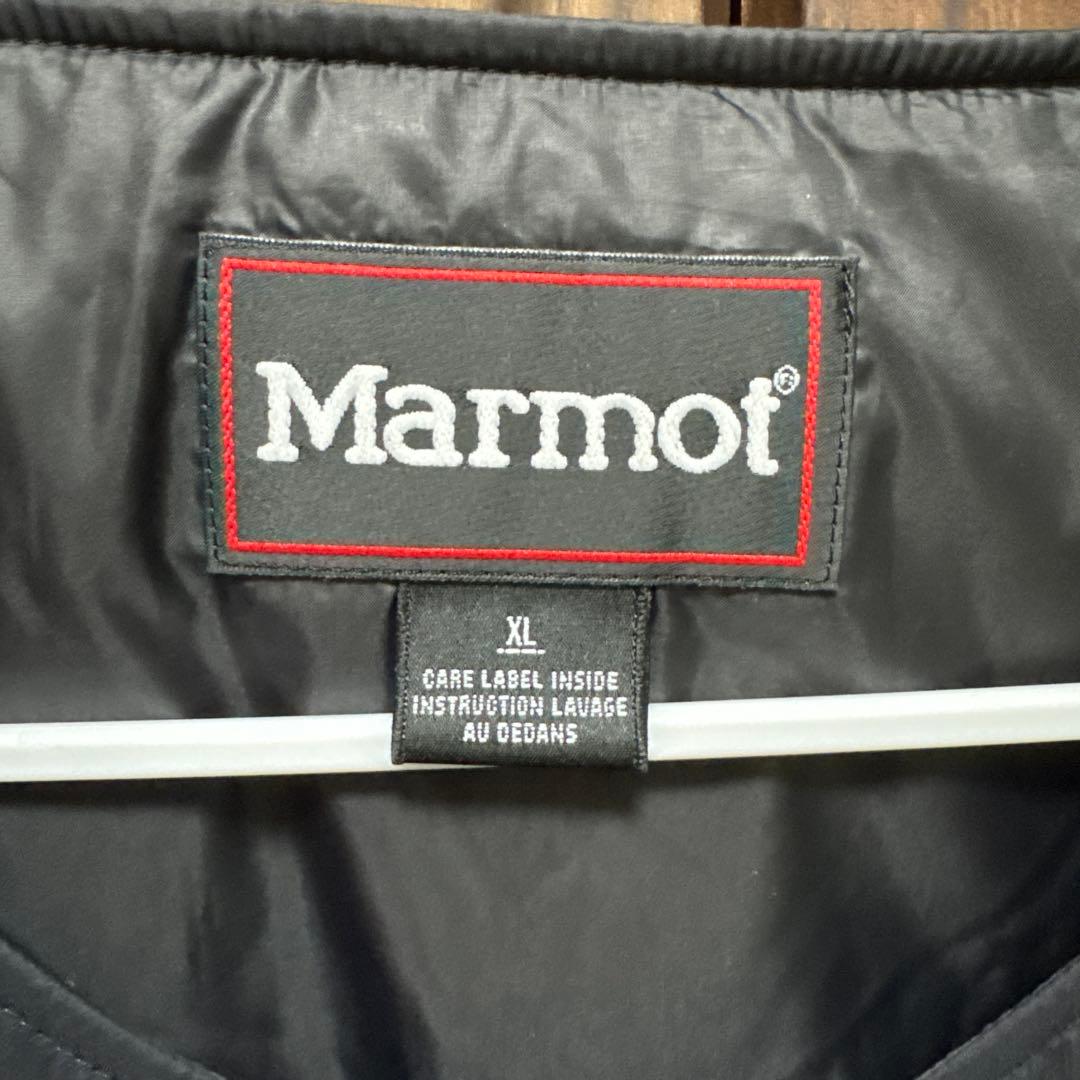 Marmot®
XL
CARE LABEL INSIDE
INSTRUCTION LAVAGE
AU DEDANS